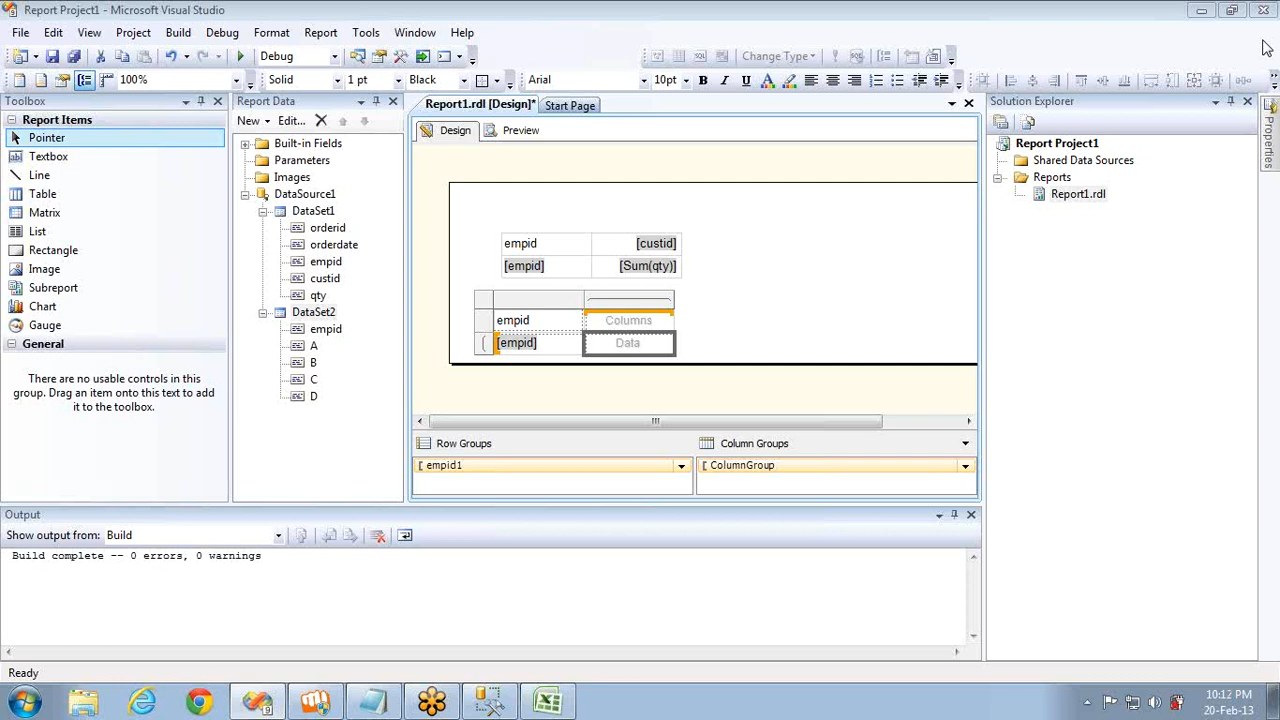 Report Project1 - Microsoft Visual Studio
File Edit View Project Build Debug Format Report Tools Window Help
Debug Change Type
100% Solid 1 pt Black Arial 10pt B I U A
Toolbox
Report Items
Pointer
Textbox
Line
Table
Matrix
List
Rectangle
Image
Subreport
Chart
Gauge
General
There are no usable controls in this
group. Drag an item onto this text to add
it to the toolbox.
Report Data
New Edit...
Built-in Fields
Parameters
Images
DataSource1
DataSet1
orderid
orderdate
empid
custid
qty
DataSet2
empid
A
B
C
D
Report1.rdl [Design]* Start Page
Design Preview
empid [custid]
[empid] [Sum(qty)]
empid Columns
[empid] Data
Row Groups Column Groups
empid1 ColumnGroup
Solution Explorer
Report Project1
Shared Data Sources
Reports
Report1.rdl
Properties
Output
Show output from: Build
Build complete -- 0 errors, 0 warnings
Ready
10:12 PM
20-Feb-13